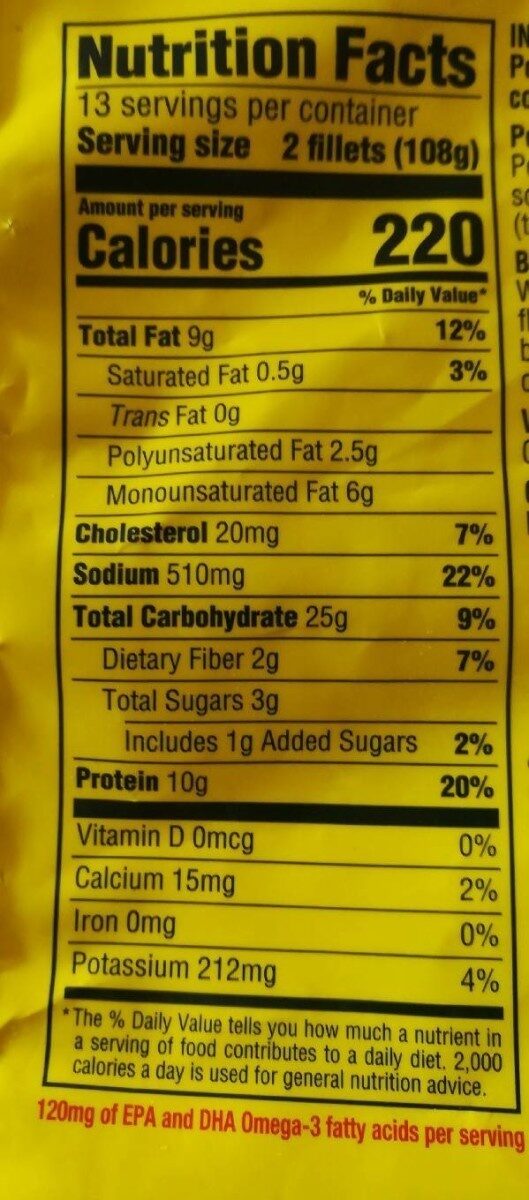 Nutrition Facts
13 servings per container
Serving size 2 fillets (108g)
Amount per serving
Calories 220
% Daily Value*
Total Fat 9g 12%
Saturated Fat 0.5g 3%
Trans Fat 0g
Polyunsaturated Fat 2.5g
Monounsaturated Fat 6g
Cholesterol 20mg 7%
Sodium 510mg 22%
Total Carbohydrate 25g 9%
Dietary Fiber 2g 7%
Total Sugars 3g
Includes 1g Added Sugars 2%
Protein 10g 20%
Vitamin D 0mcg 0%
Calcium 15mg 2%
Iron 0mg 0%
Potassium 212mg 4%
*The % Daily Value tells you how much a nutrient in
a serving of food contributes to a daily diet. 2,000
calories a day is used for general nutrition advice.
120mg of EPA and DHA Omega-3 fatty acids per serving